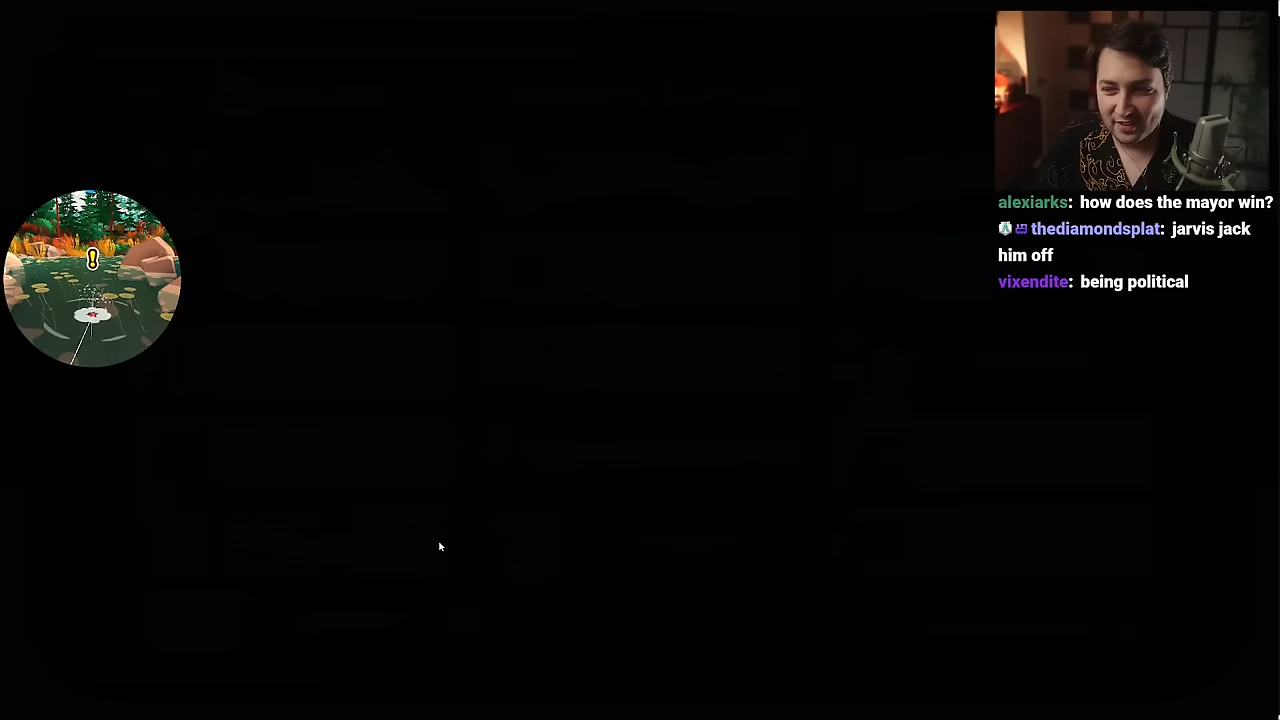 alexiarks: how does the mayor win?
thediamondsplat: jarvis jack
him off
vixendite: being political